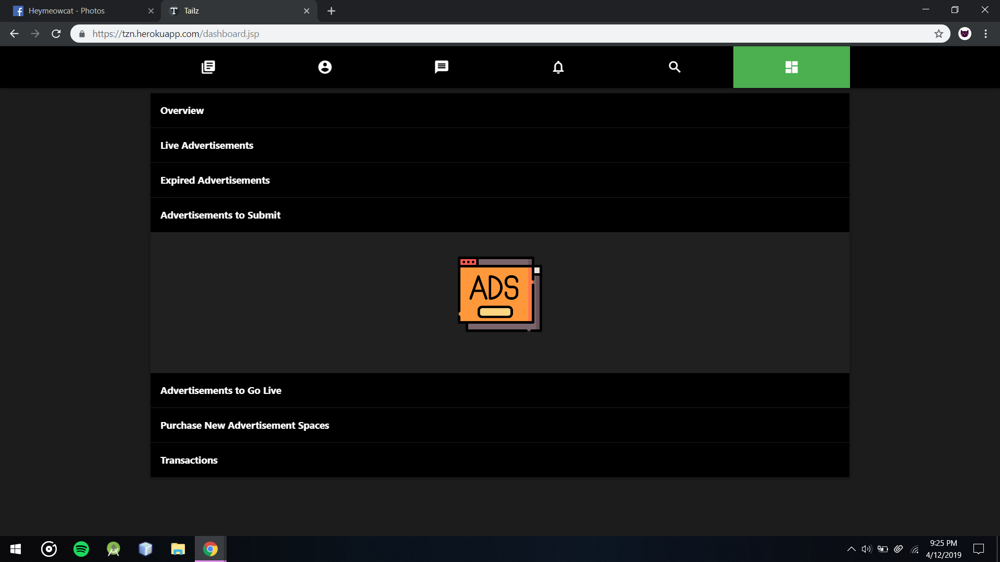 Heymeowcat - Photos
Tailz
https://tzn.herokuapp.com/dashboard.jsp
Overview
Live Advertisements
Expired Advertisements
Advertisements to Submit
ADS
Advertisements to Go Live
Purchase New Advertisement Spaces
Transactions
9:25 PM
4/12/2019